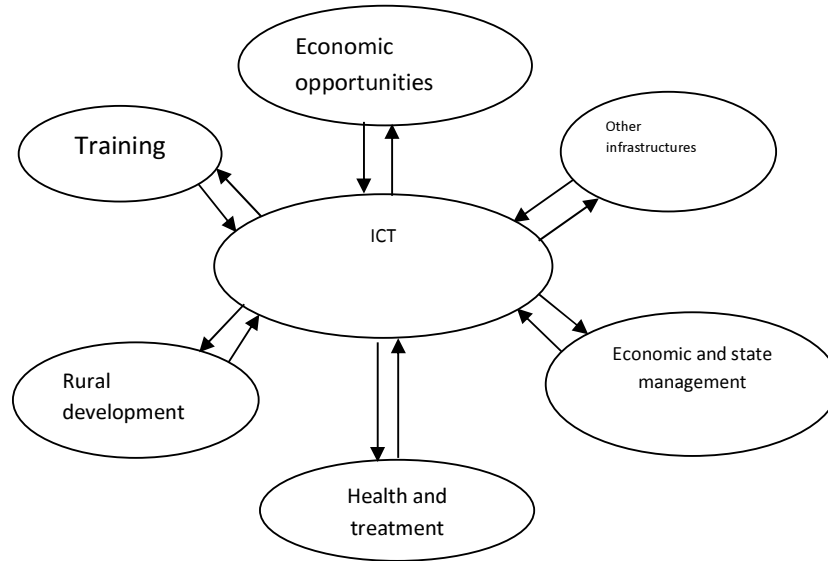 Economic
opportunities
Training
Other
infrastructures
ICT
Economic and state
management
Rural
development
Health and
treatment